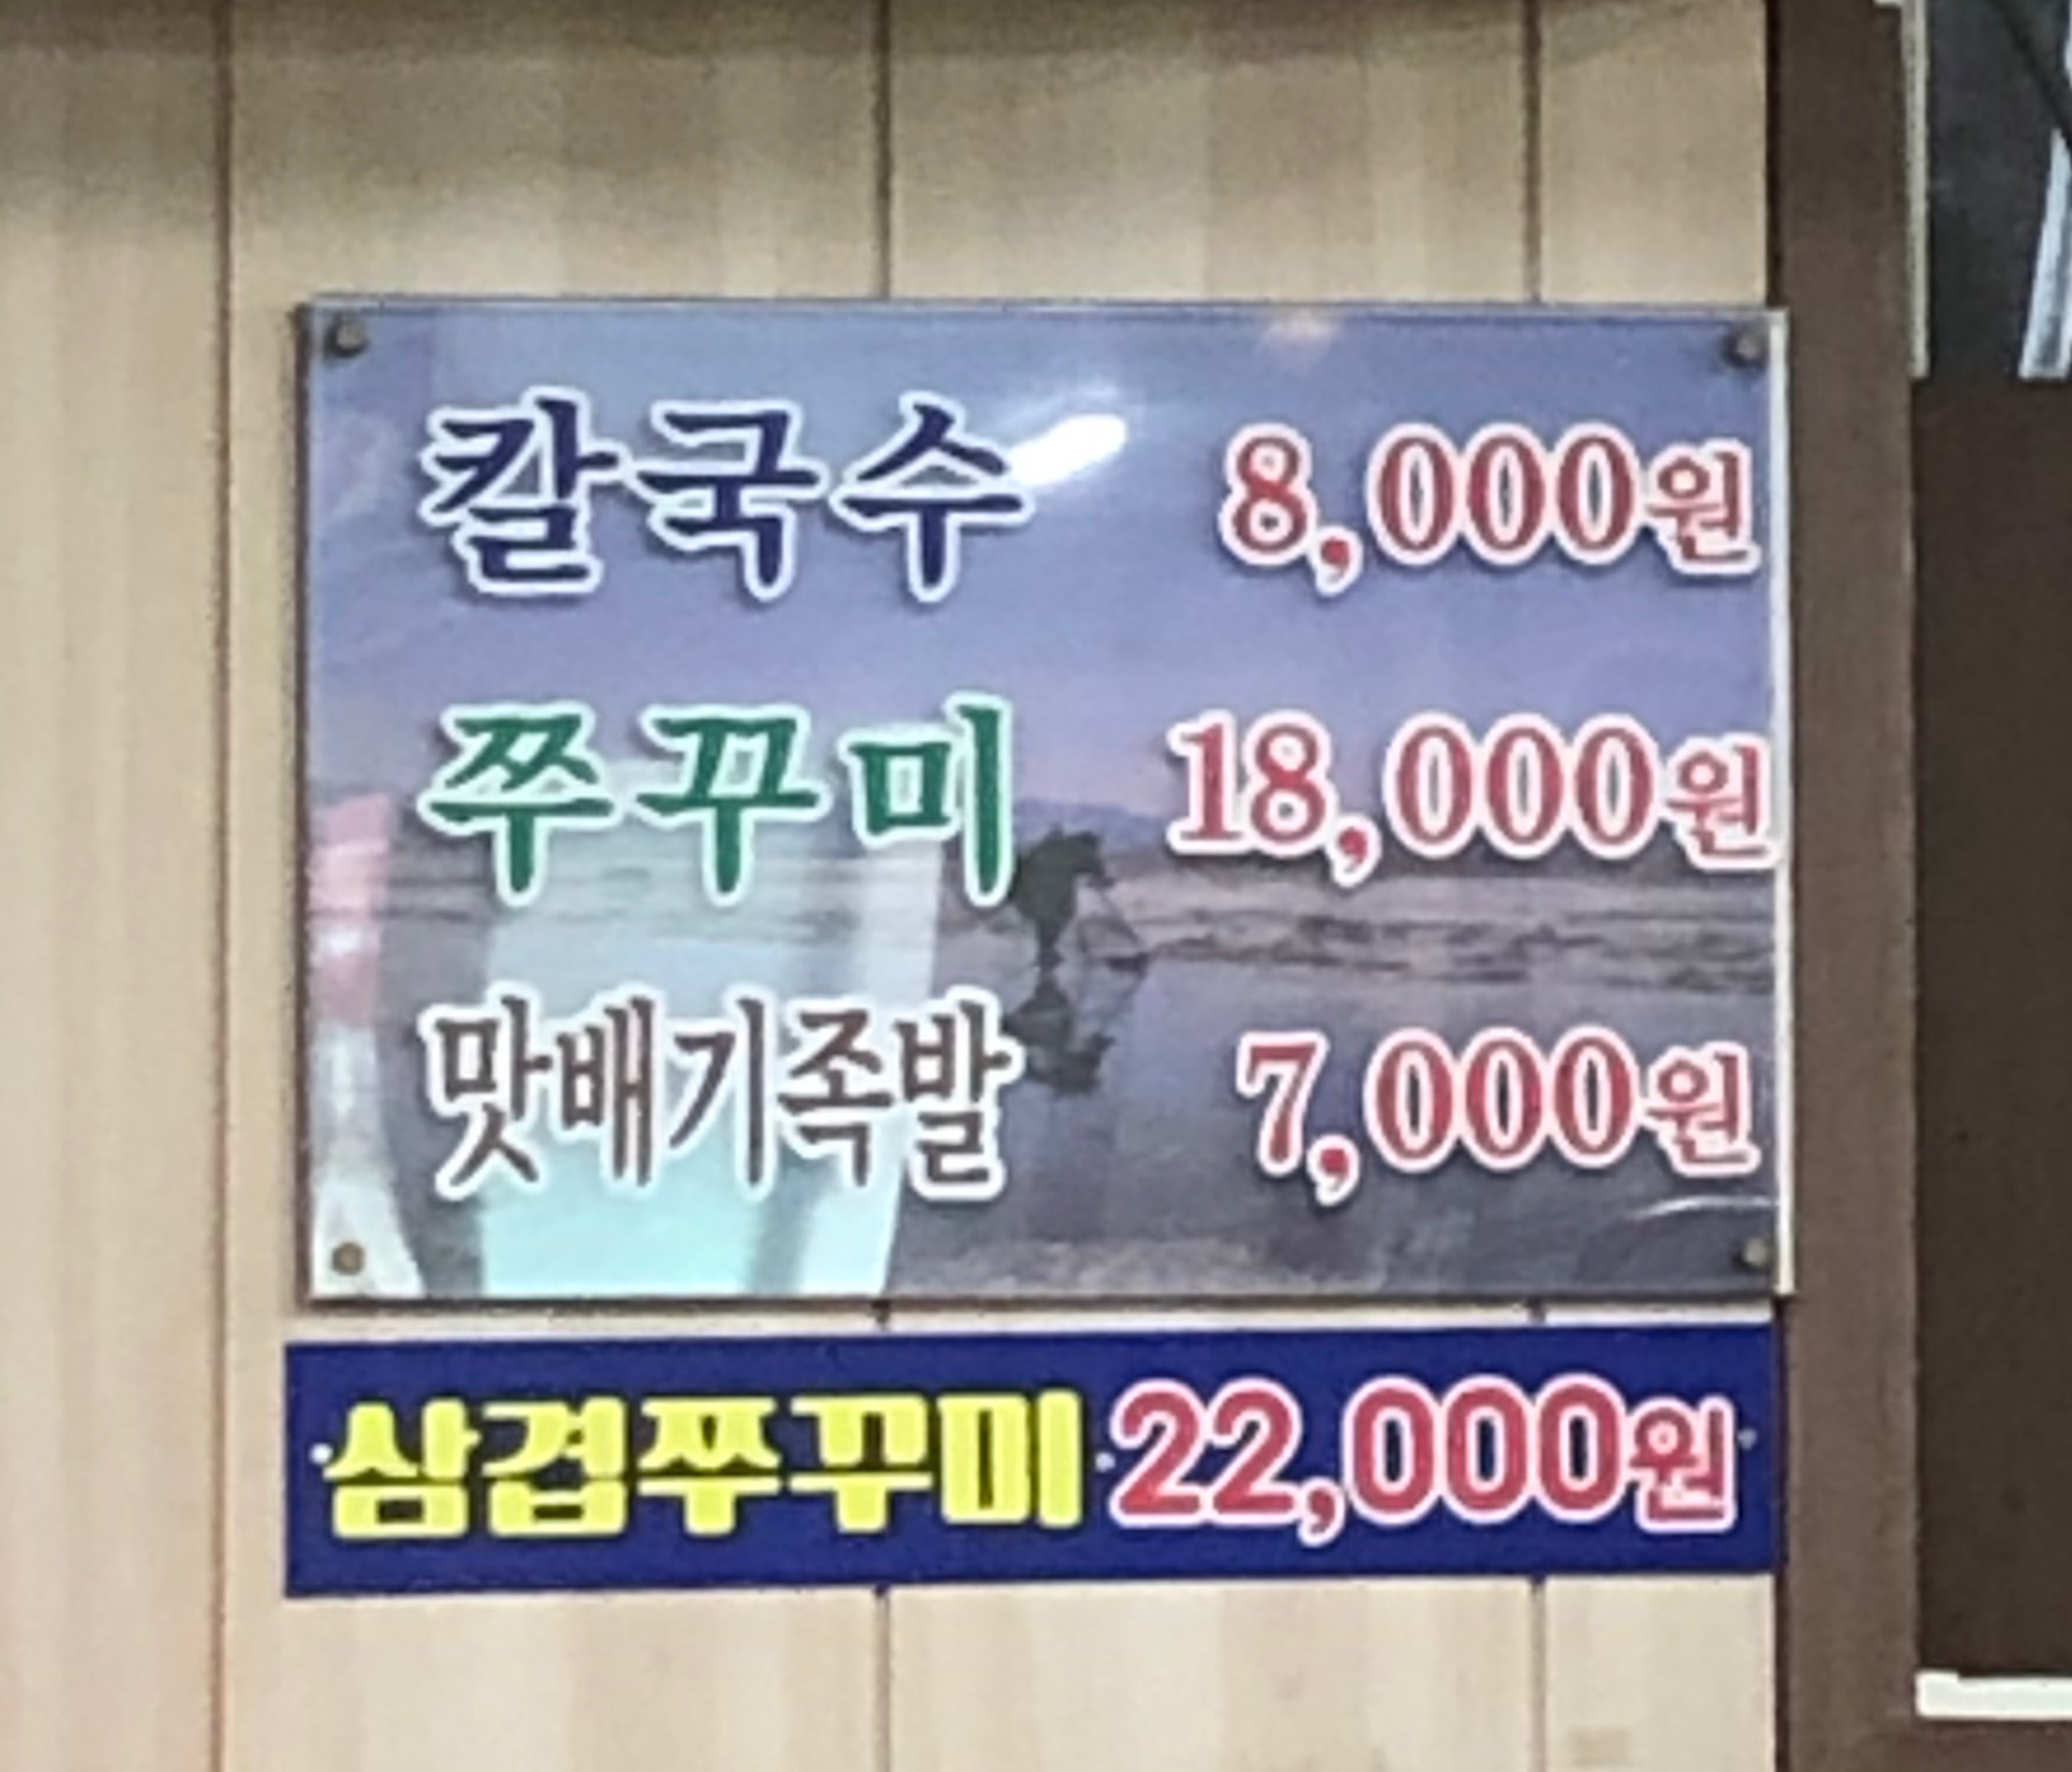 칼국수 8,000원
쭈꾸미 18,000원
맛배기족발 7,000원
삼겹쭈꾸미 22,000원